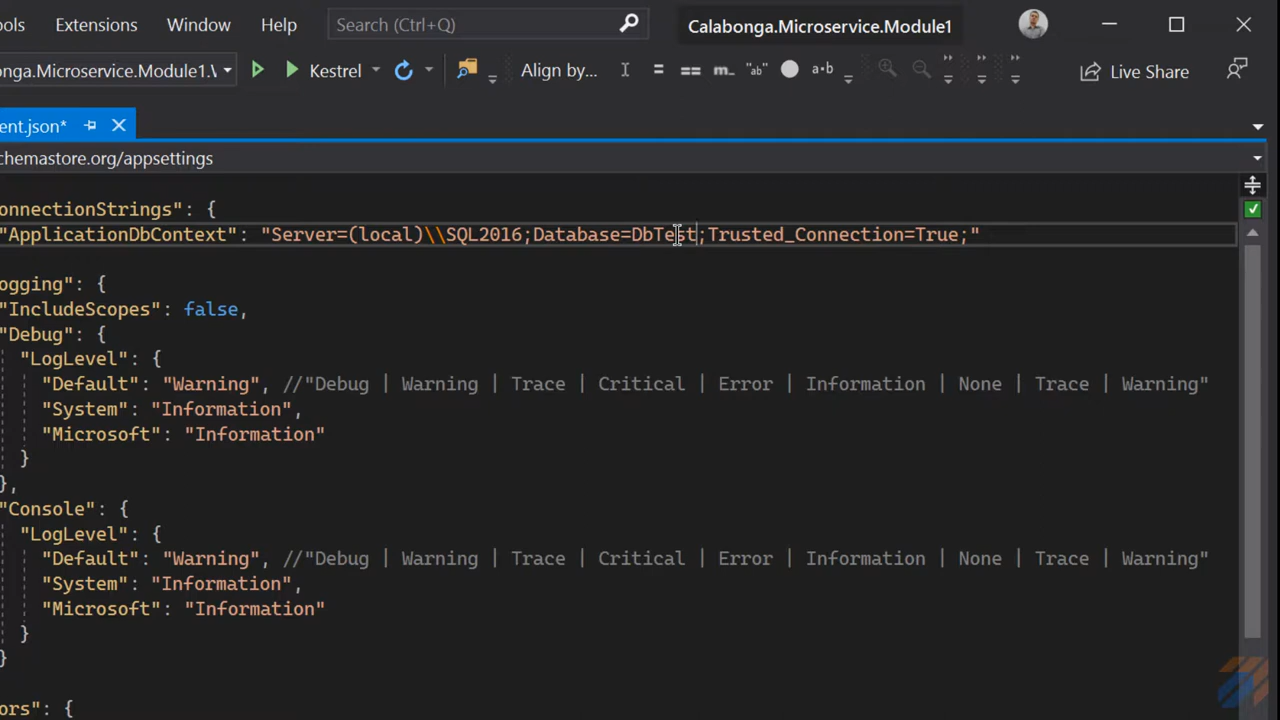 ols Extensions Window Help Search (Ctrl+Q) Calabonga.Microservice.Module1
onga.Microservice.Module1.V Kestrel Align by... = == m.. "ab" a·b Live Share
ent.json*
chemastore.org/appsettings
onnectionStrings": {
"ApplicationDbContext": "Server=(local)\\SQL2016;Database=DbTest;Trusted_Connection=True;"
ogging": {
"IncludeScopes": false,
"Debug": {
"LogLevel": {
"Default": "Warning", //"Debug | Warning | Trace | Critical | Error | Information | None | Trace | Warning"
"System": "Information",
"Microsoft": "Information"
}
},
"Console": {
"LogLevel": {
"Default": "Warning", //"Debug | Warning | Trace | Critical | Error | Information | None | Trace | Warning"
"System": "Information",
"Microsoft": "Information"
}
}
ors": {